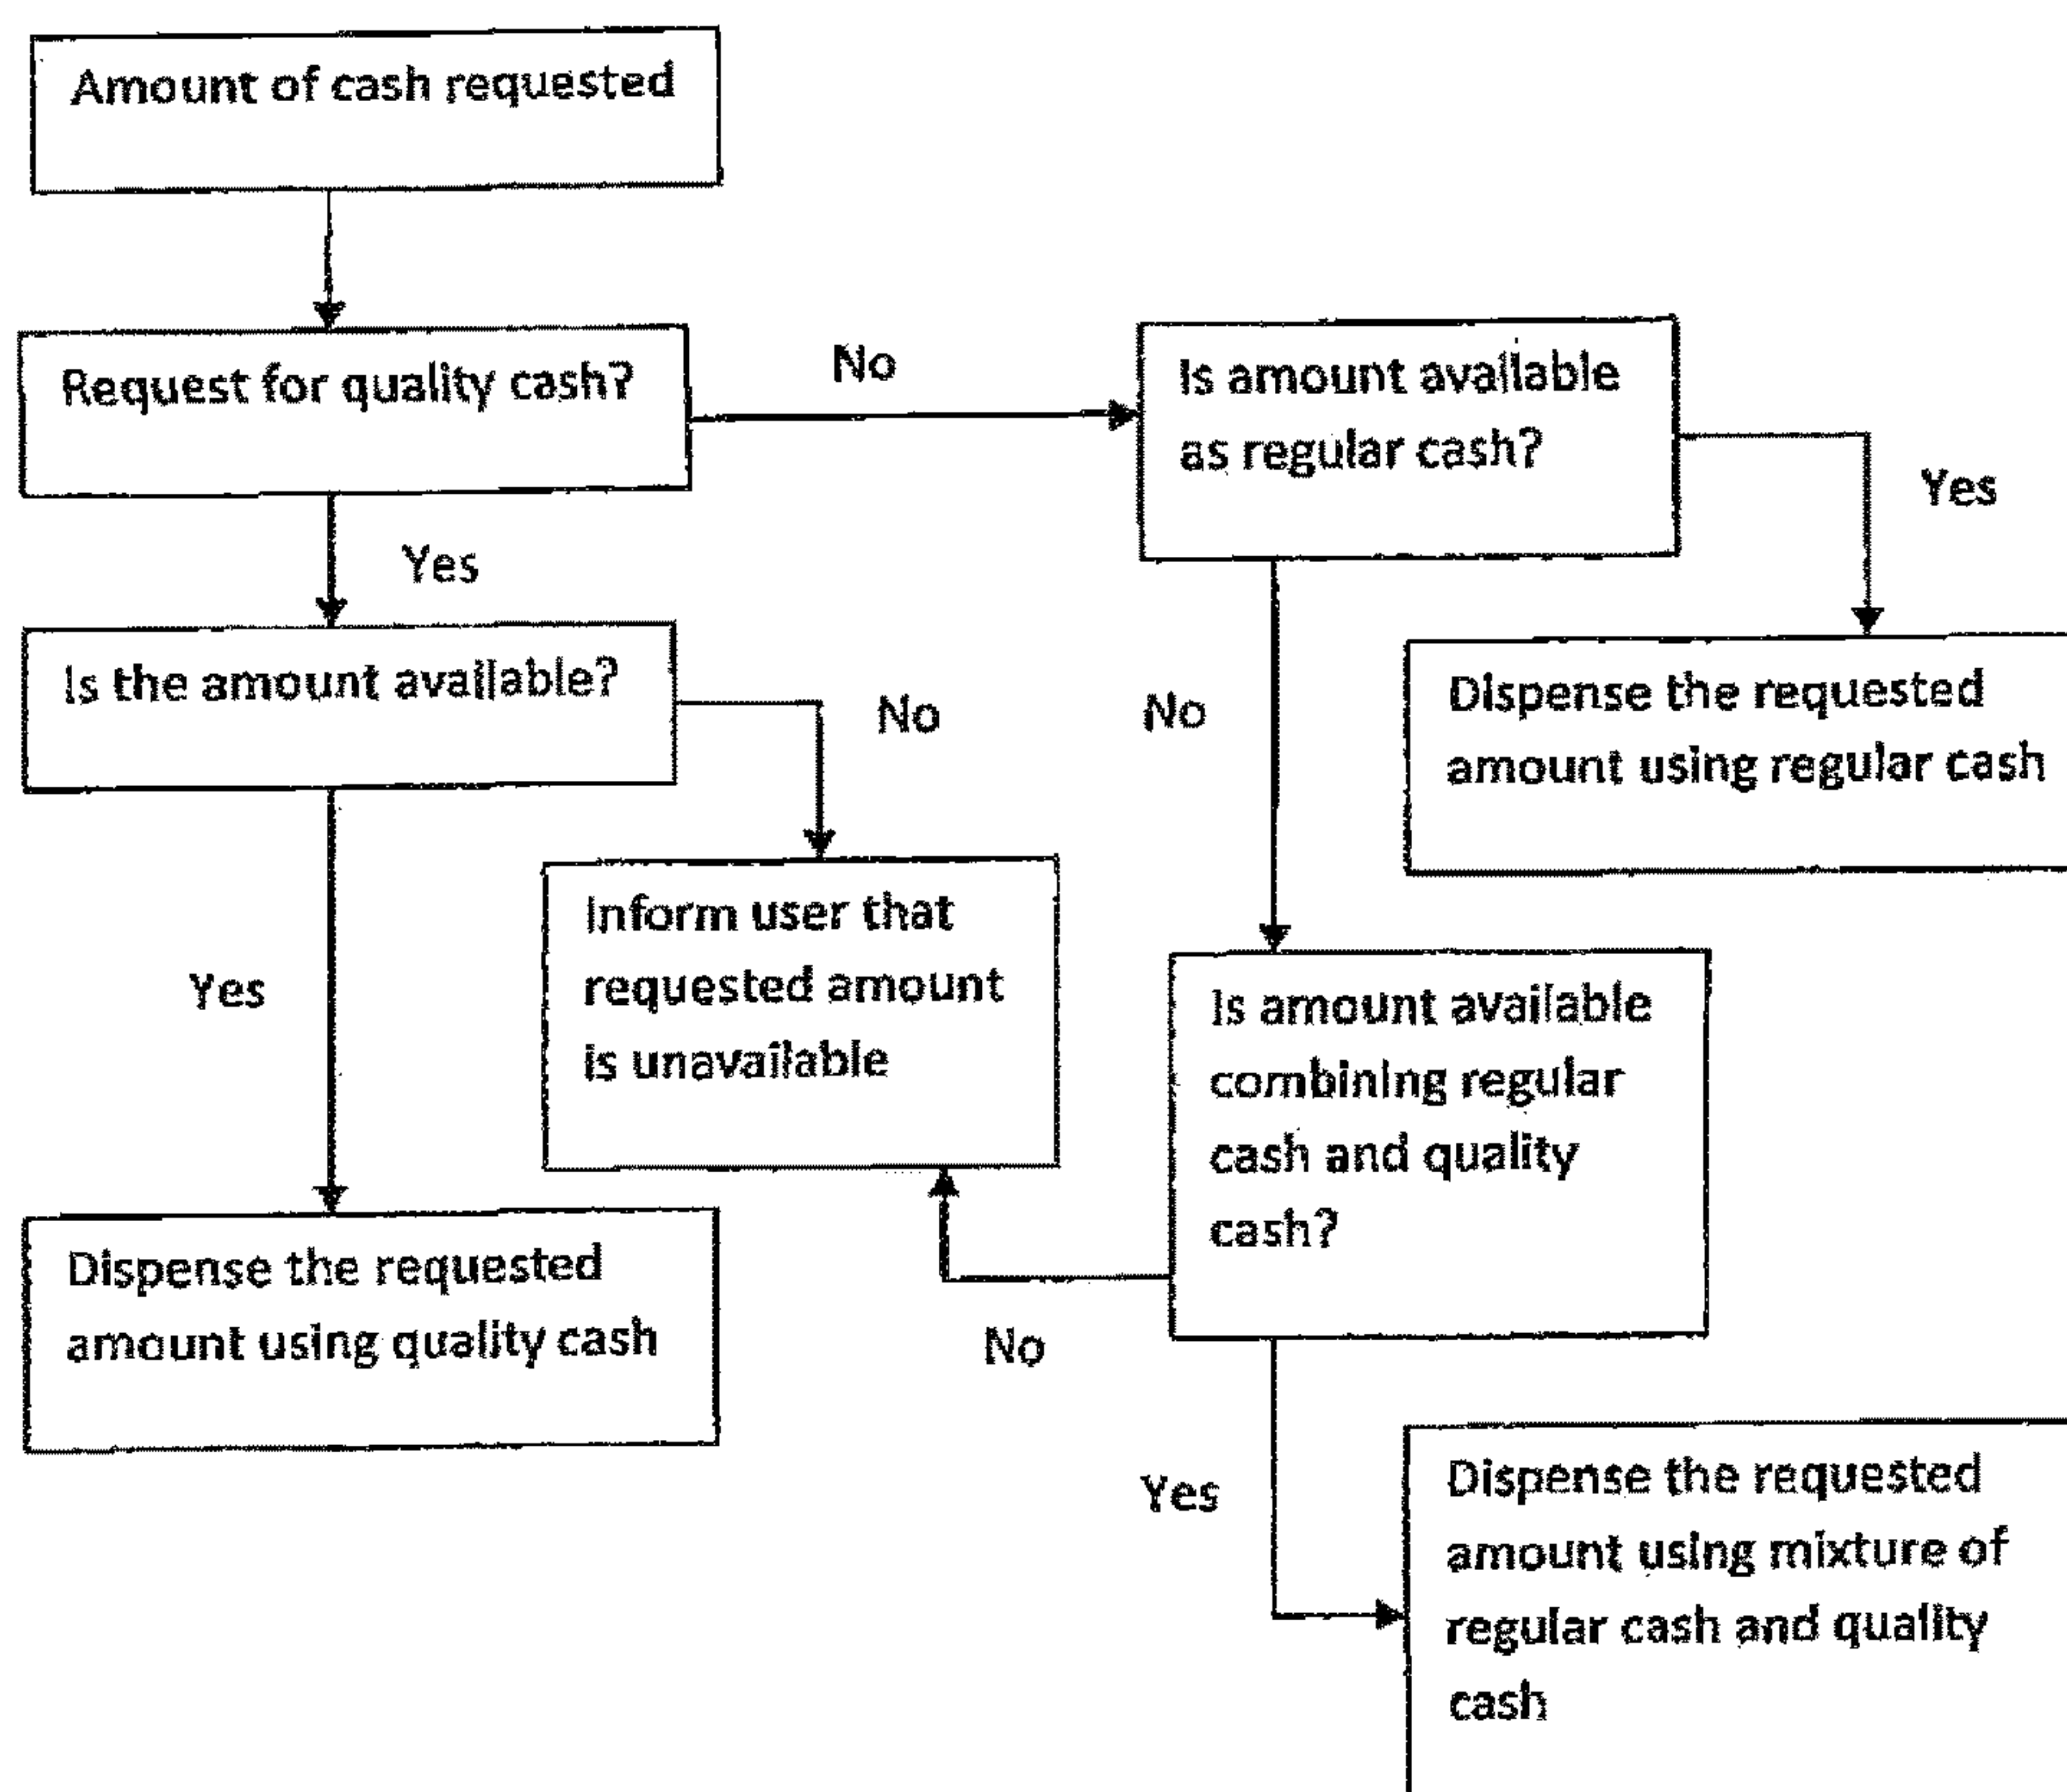 Amount of cash requested
Request for quality cash?
No
Is amount available
as regular cash?
Yes
Yes
Is the amount available?
No
No
Dispense the requested
amount using regular cash
Inform user that
requested amount
is unavailable
Yes
Is amount available
combining regular
cash and quality
cash?
Dispense the requested
amount using quality cash
No
Yes
Dispense the requested
amount using mixture of
regular cash and quality
cash